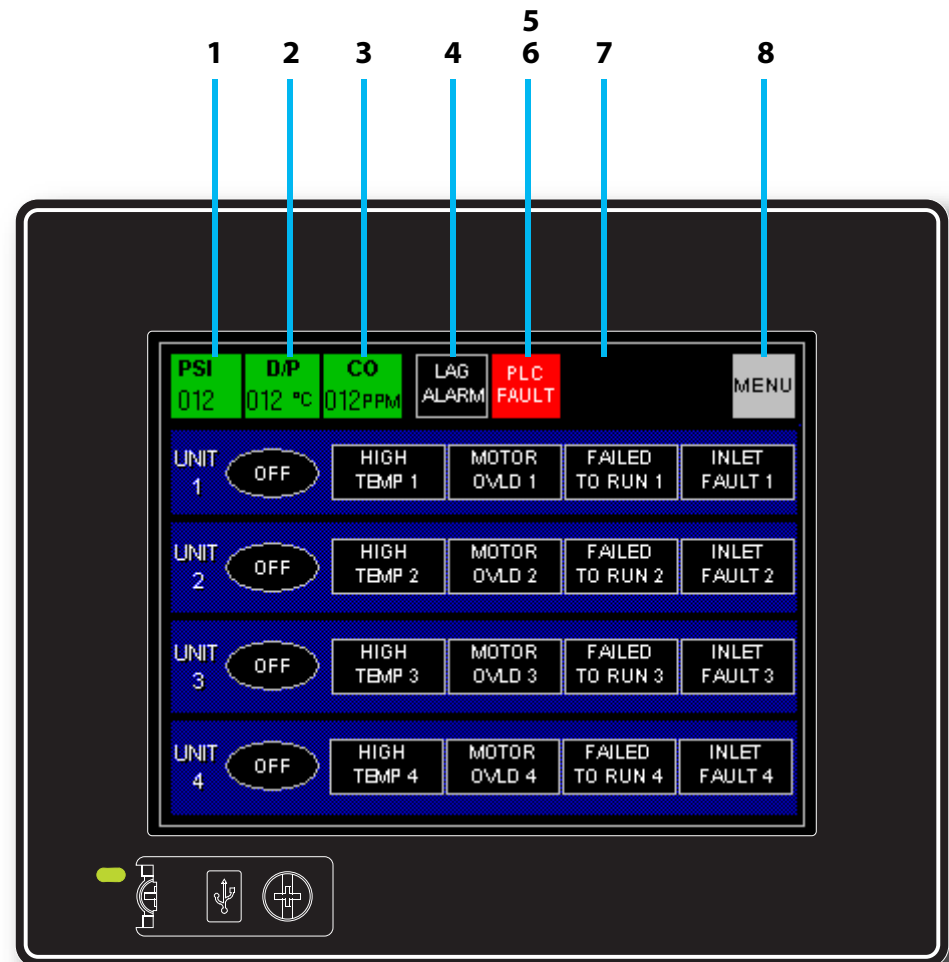 5
1 2 3 4 6 7 8
PSI D/P CO LAG PLC
012 012 °C 012PPM ALARM FAULT MENU
UNIT 1 OFF HIGH TEMP 1 MOTOR OVLD 1 FAILED TO RUN 1 INLET FAULT 1
UNIT 2 OFF HIGH TEMP 2 MOTOR OVLD 2 FAILED TO RUN 2 INLET FAULT 2
UNIT 3 OFF HIGH TEMP 3 MOTOR OVLD 3 FAILED TO RUN 3 INLET FAULT 3
UNIT 4 OFF HIGH TEMP 4 MOTOR OVLD 4 FAILED TO RUN 4 INLET FAULT 4